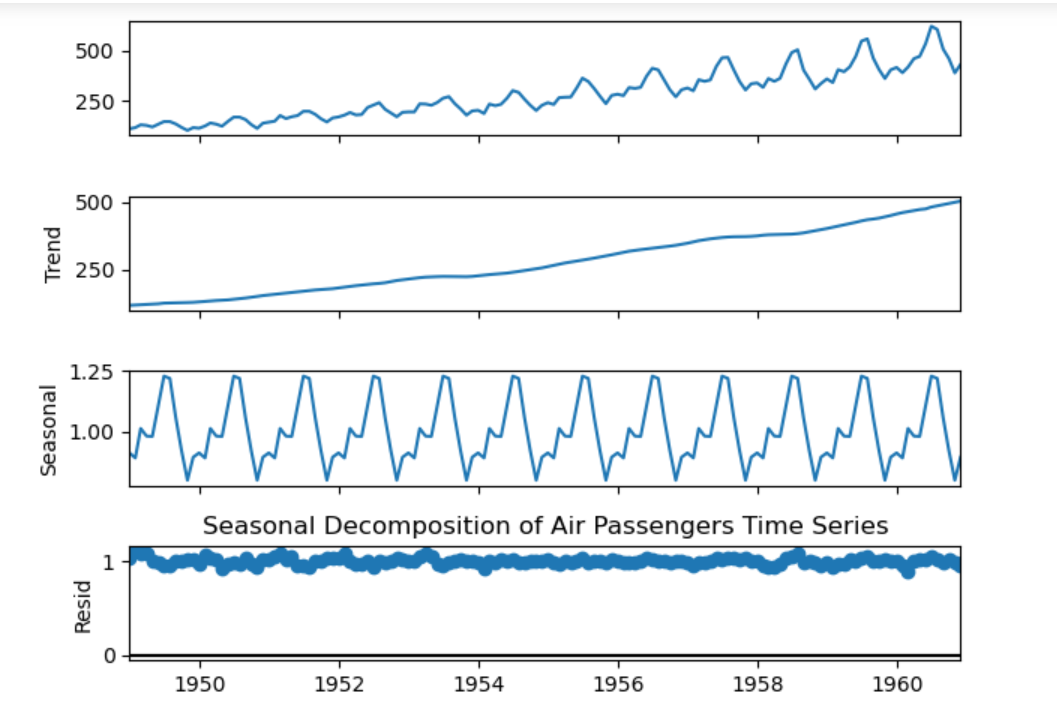 500
250
500
Trend
250
1.25
Seasonal
1.00
Seasonal Decomposition of Air Passengers Time Series
1
Resid
0
1950 1952 1954 1956 1958 1960